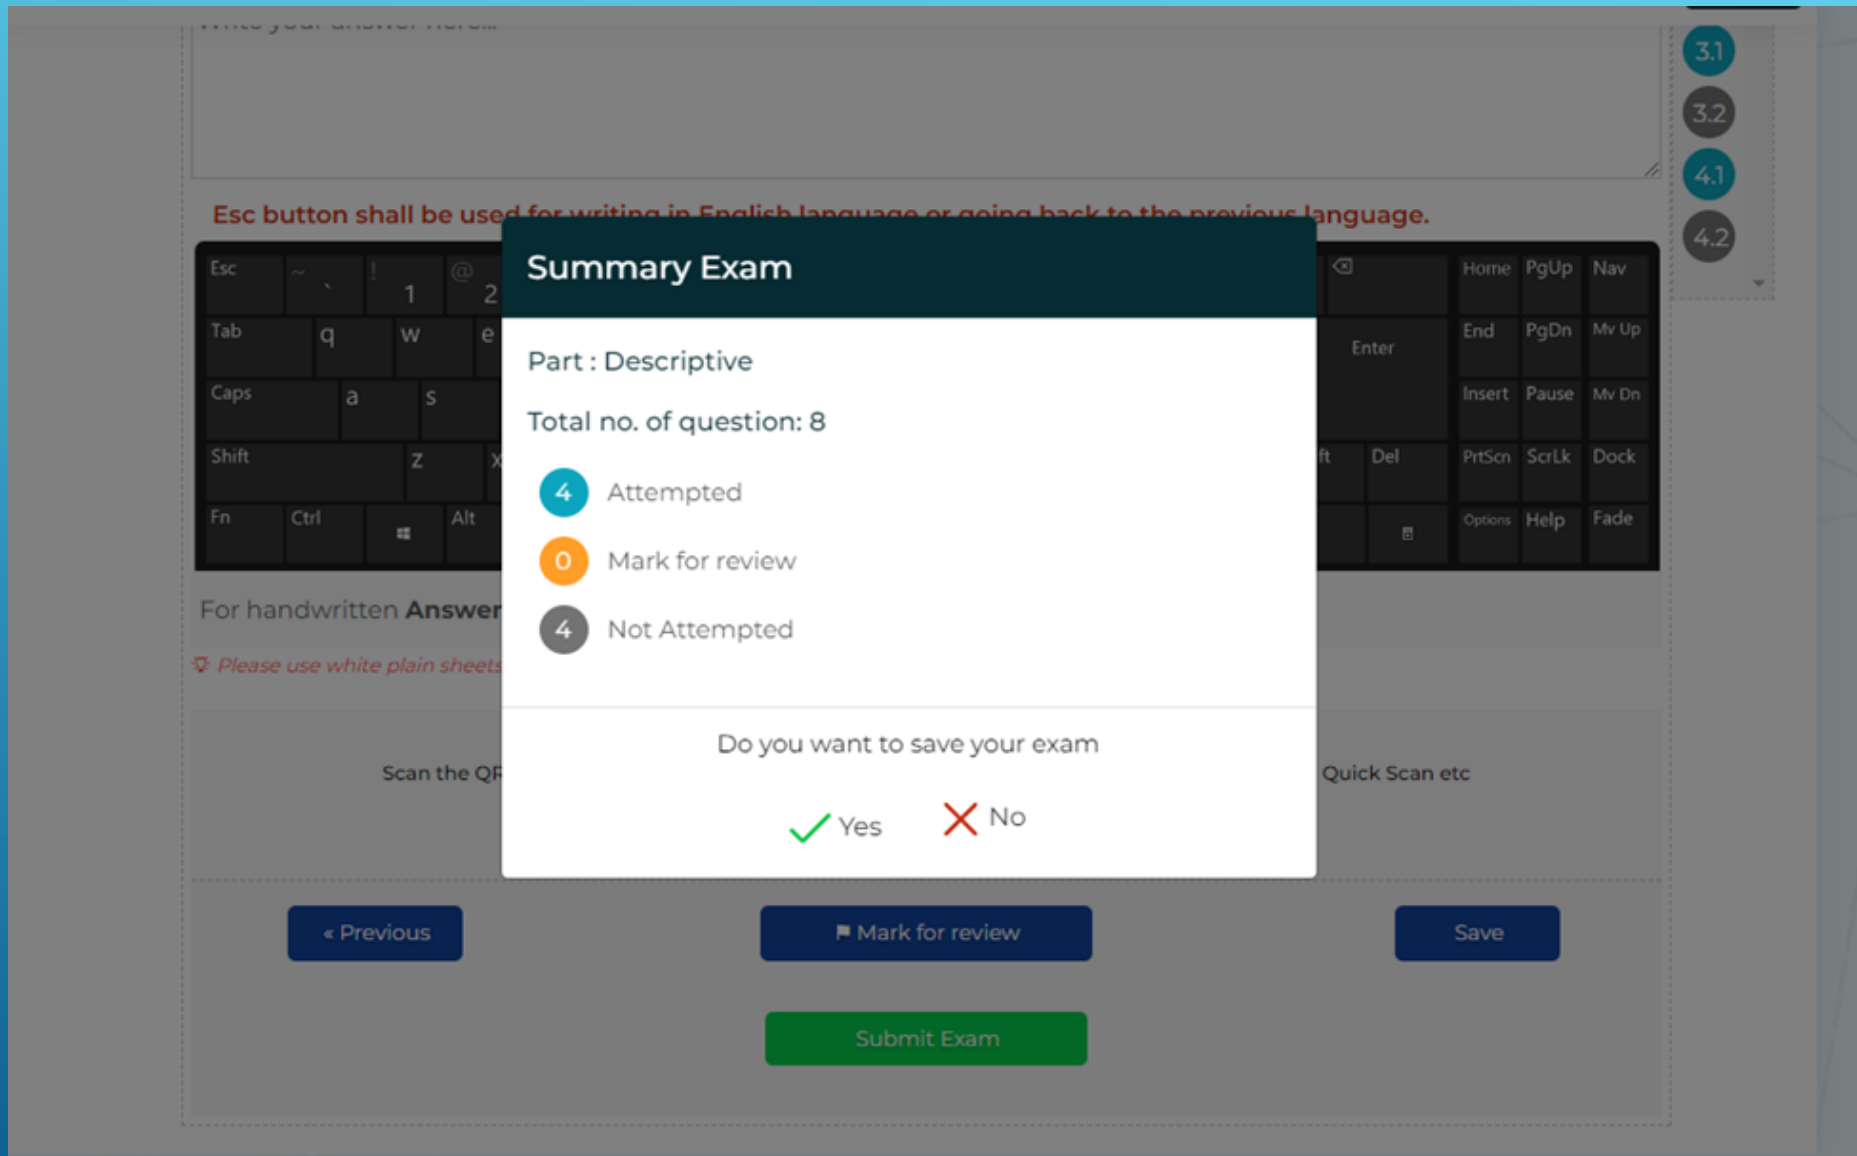 Write your answer here...
3.1
3.2
4.1
4.2
Esc button shall be used for writing in English language or going back to the previous language.
Summary Exam
Part : Descriptive
Total no. of question: 8
4 Attempted
0 Mark for review
4 Not Attempted
Do you want to save your exam
Yes No
Esc ~ ` ! 1 @ 2
Home PgUp Nav
Tab q w e
Enter
End PgDn Mv Up
Caps a s
Insert Pause Mv Dn
Shift z x
Del
PrtScn ScrLk Dock
Fn Ctrl Alt
Options Help Fade
For handwritten Answer
Please use white plain sheets
Scan the QR
Quick Scan etc
« Previous
Mark for review
Save
Submit Exam